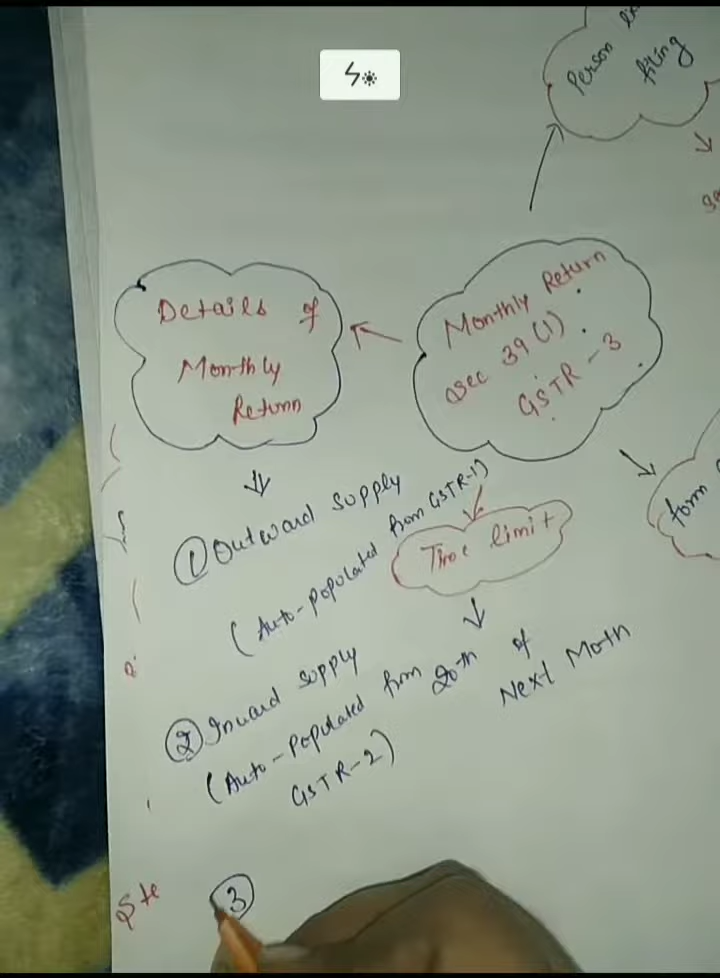 Person
filing
Monthly Return
sec 39 (1)
GSTR - 3
Details of
Monthly
Return
① Outward supply
(Auto-populated from GSTR-1)
Time limit
20th of
Next Month
② Inward supply
(Auto-populated from
GSTR-2)
form
③